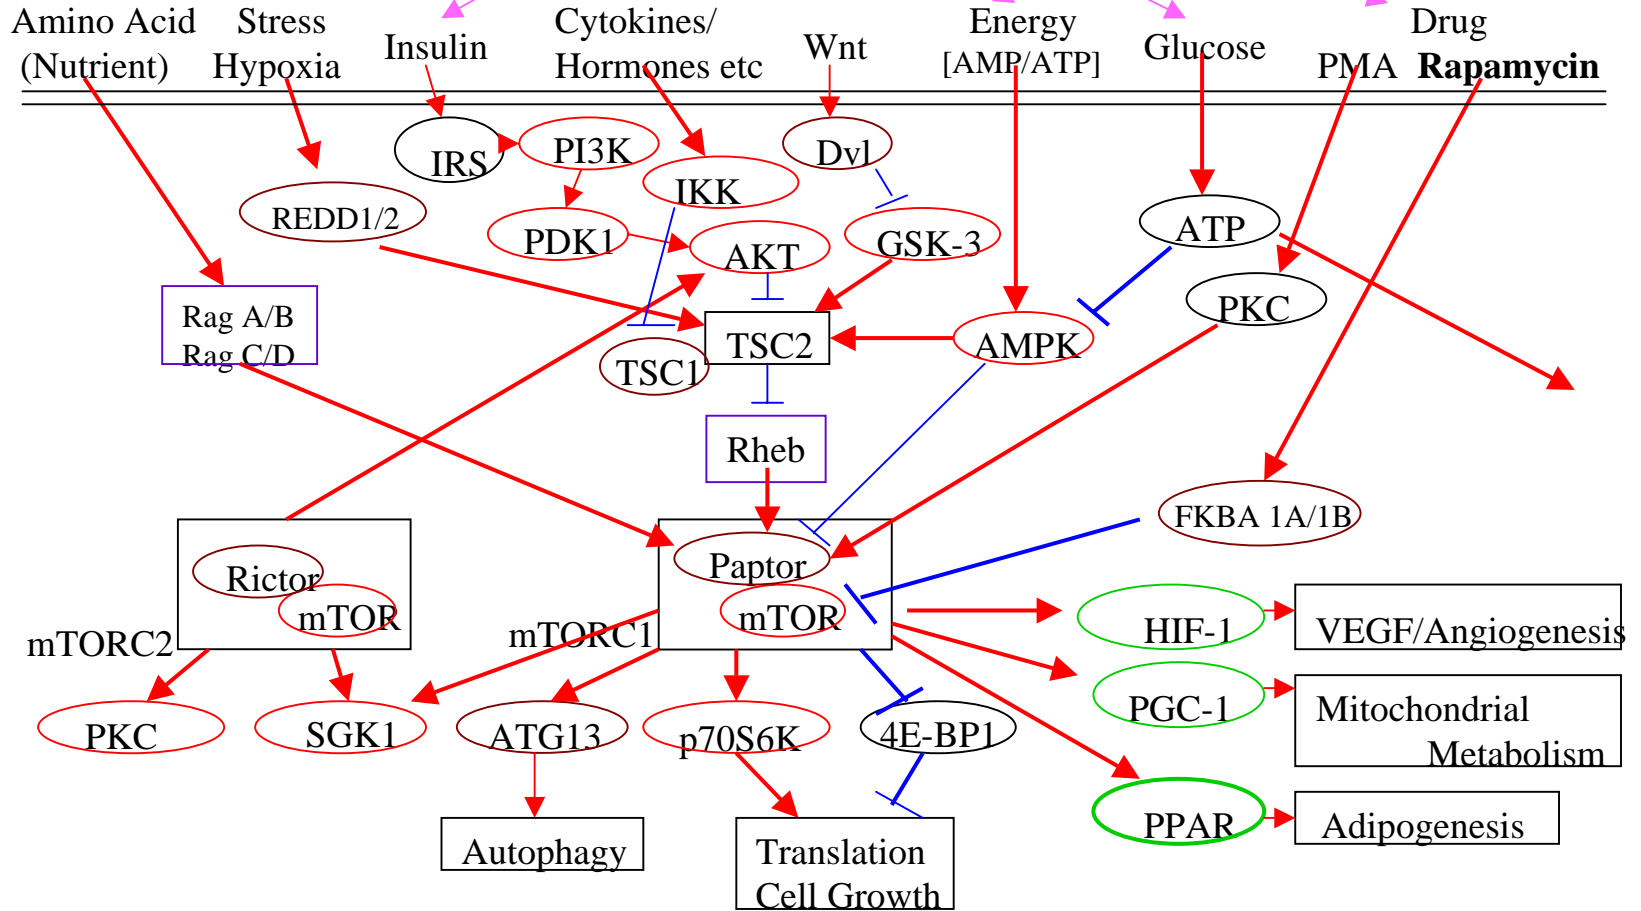 Amino Acid
(Nutrient)
Stress
Hypoxia
Insulin
Cytokines/
Hormones etc
Wnt
Energy
[AMP/ATP]
Glucose
PMA
Drug
Rapamycin
IRS
PI3K
IKK
Dvl
REDD1/2
PDK1
AKT
GSK-3
ATP
PKC
Rag A/B
Rag C/D
TSC1
TSC2
AMPK
Rheb
FKBA 1A/1B
Rictor
mTOR
mTORC2
Paptor
mTOR
mTORC1
HIF-1
VEGF/Angiogenesis
PGC-1
Mitochondrial
Metabolism
PKC
SGK1
ATG13
p70S6K
4E-BP1
PPAR
Adipogenesis
Autophagy
Translation
Cell Growth